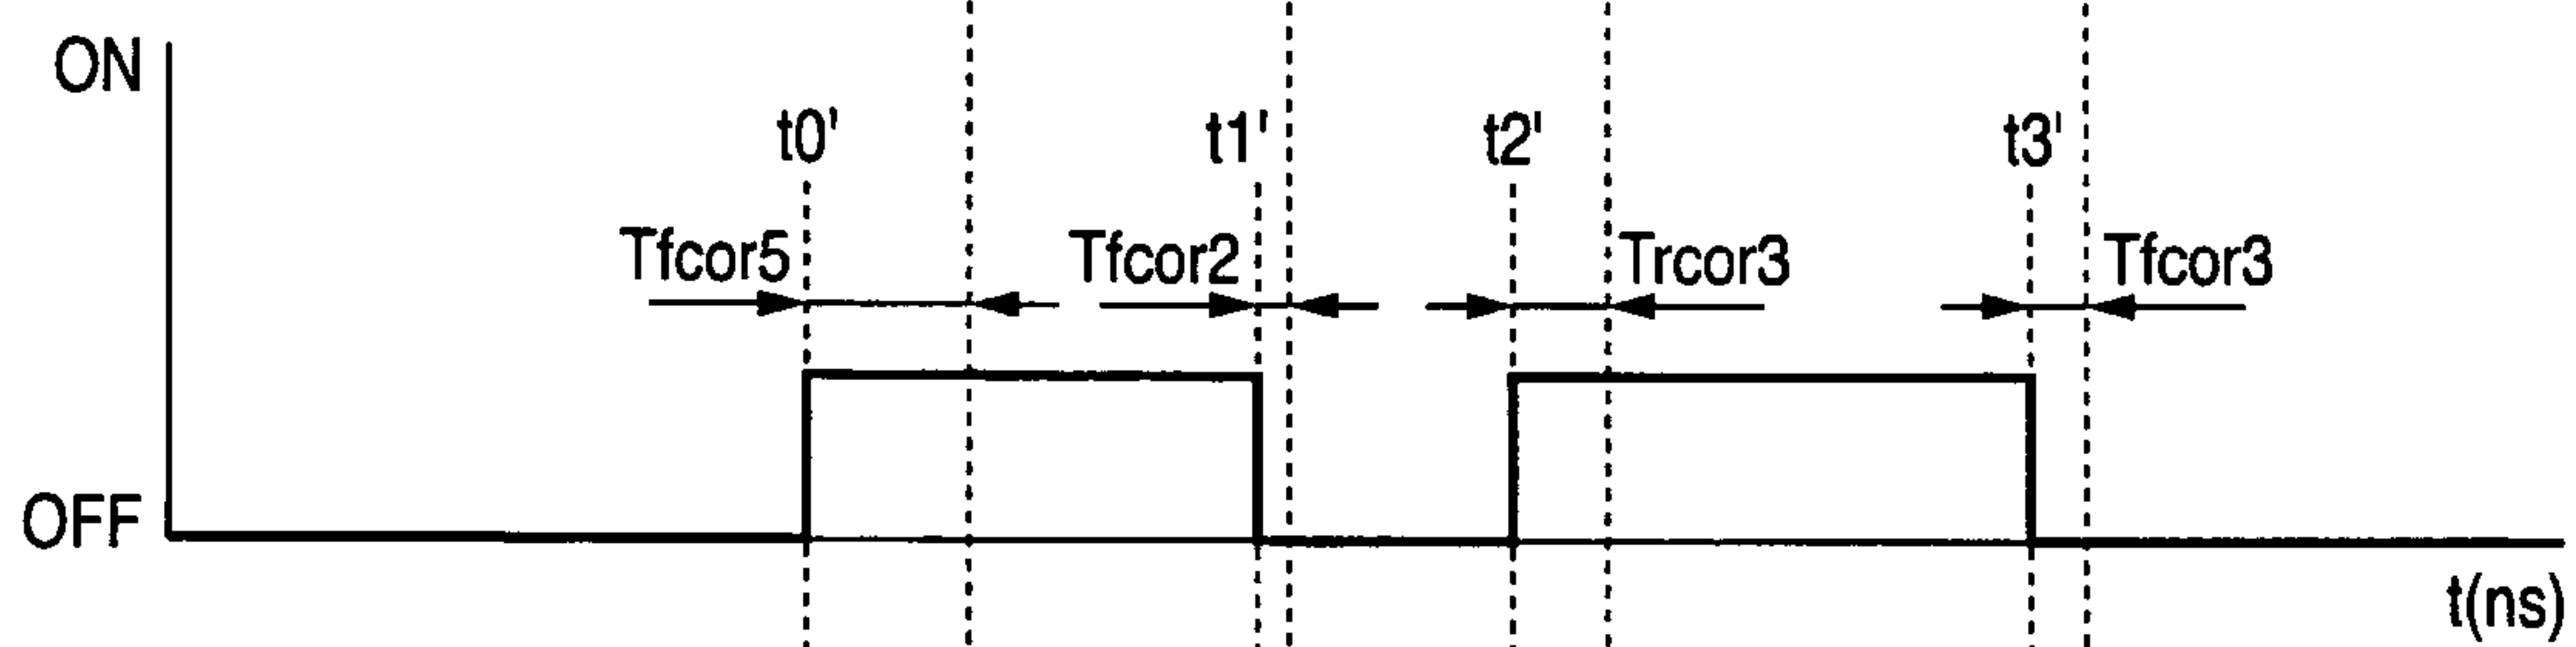 ON
t0' t1' t2' t3'
Tfcor5 Tfcor2 Trcor3 Tfcor3
OFF
t(ns)